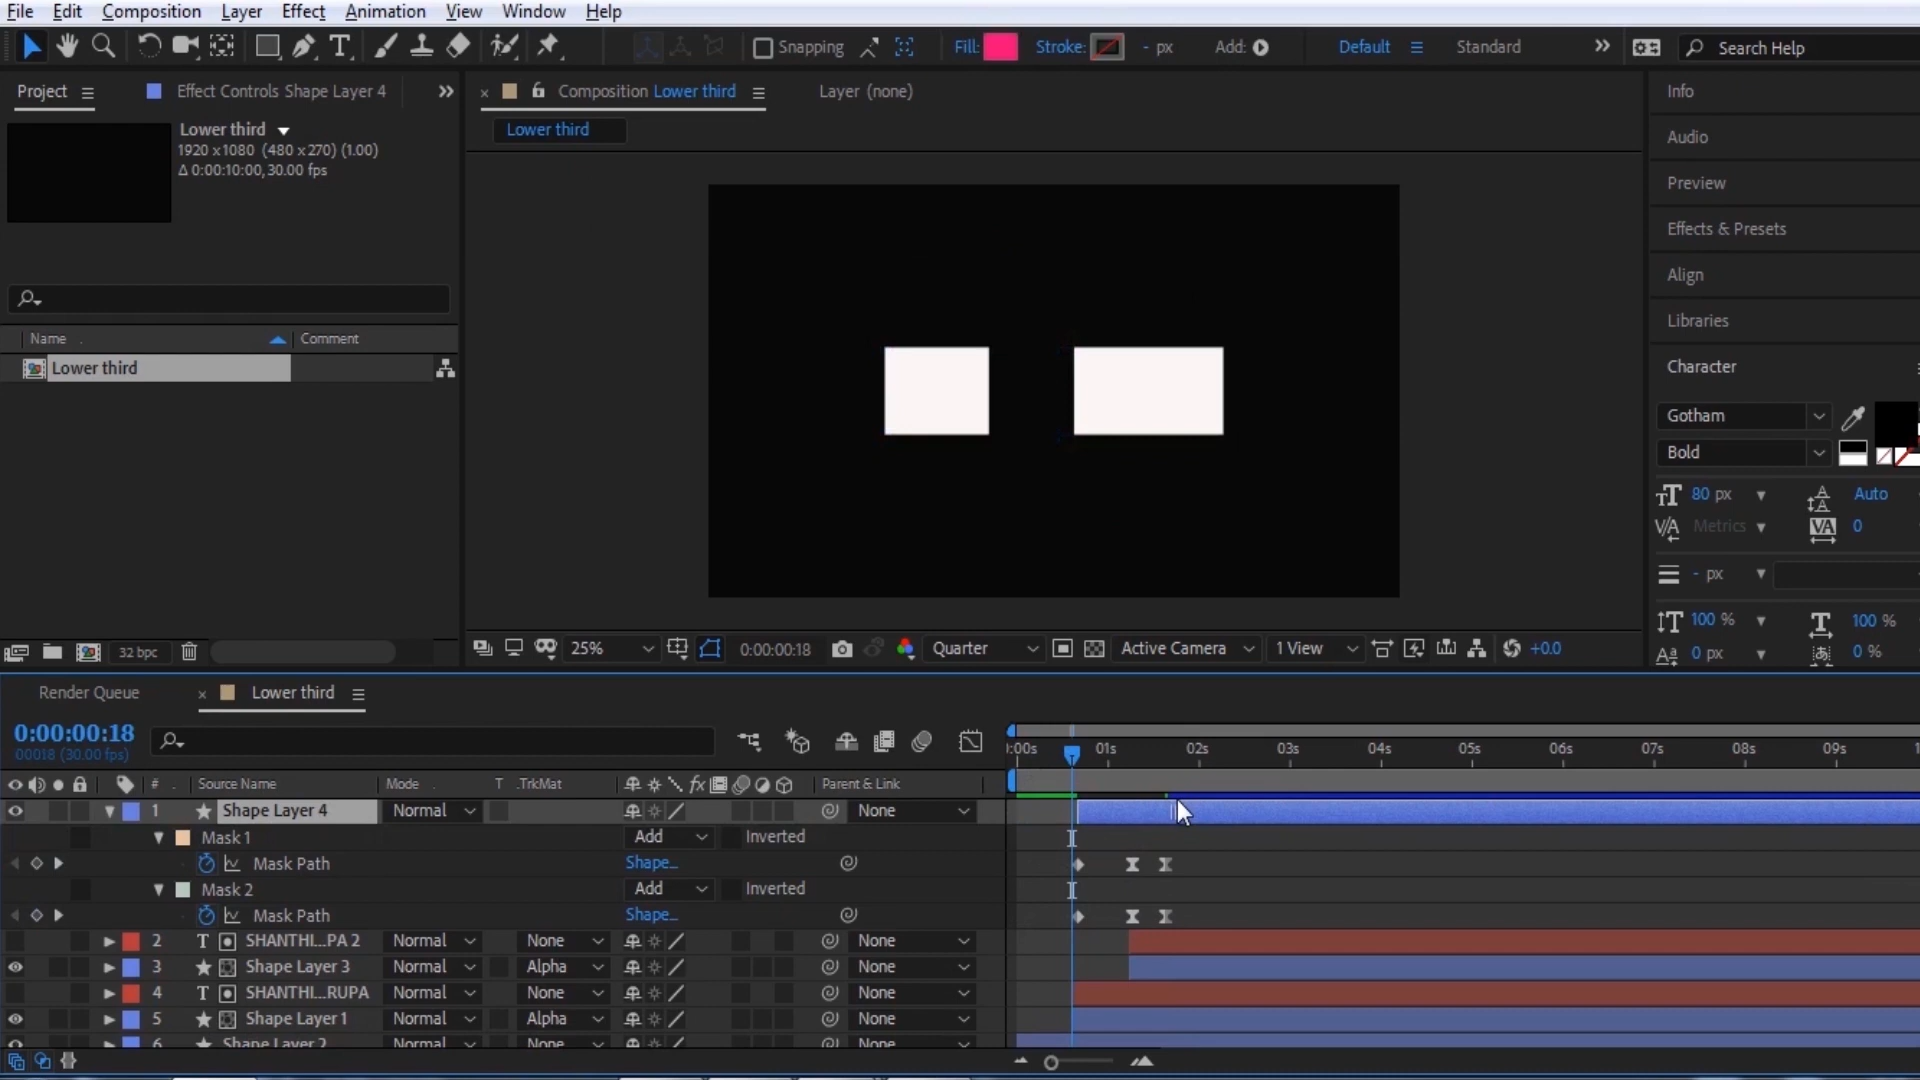 File Edit Composition Layer Effect Animation View Window Help
Snapping Fill: Stroke: - px Add: Default Standard Search Help
Project Effect Controls Shape Layer 4 Composition Lower third Layer (none) Info
Lower third
1920 x1080 (480 x 270) (1.00)
Δ 0:00:10:00, 30.00 fps
Lower third
Audio
Preview
Effects & Presets
Align
Libraries
Character
Name Comment
Lower third
Gotham
Bold
80 px Auto
Metrics 0
- px
100 % 100 %
0 px 0 %
32 bpc 25% 0:00:00:18 Quarter Active Camera 1 View +0.0
Render Queue Lower third
0:00:00:18
00018 (30.00 fps)
:00s 01s 02s 03s 04s 05s 06s 07s 08s 09s 1
# Source Name Mode T .TrkMat fx Parent & Link
1 Shape Layer 4 Normal None
Mask 1 Add Inverted
Mask Path Shape...
Mask 2 Add Inverted
Mask Path Shape...
2 T SHANTHI...PA 2 Normal None None
3 Shape Layer 3 Normal Alpha None
4 T SHANTHI...RUPA Normal None None
5 Shape Layer 1 Normal Alpha None
6 Shape Layer 2 Normal None None